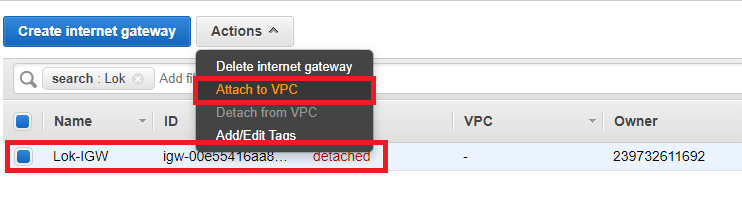 Create internet gateway Actions
Delete internet gateway
search : Lok Add fi
Attach to VPC
Detach from VPC
Name ID VPC Owner
Add/Edit Tags
Lok-IGW igw-00e55416aa8... detached - 239732611692